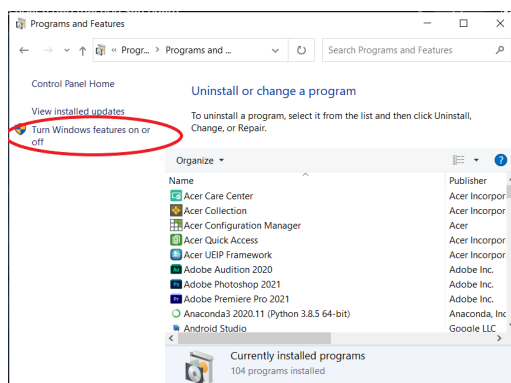 Programs and Features
« Progr... > Programs and ...
Search Programs and Features
Control Panel Home
View installed updates
Turn Windows features on or
off
Uninstall or change a program
To uninstall a program, select it from the list and then click Uninstall,
Change, or Repair.
Organize
Name Publisher
Acer Care Center Acer Incorpor
Acer Collection Acer Incorpor
Acer Configuration Manager Acer
Acer Quick Access Acer Incorpor
Acer UEIP Framework Acer Incorpor
Adobe Audition 2020 Adobe Inc.
Adobe Photoshop 2021 Adobe Inc.
Adobe Premiere Pro 2021 Adobe Inc.
Anaconda3 2020.11 (Python 3.8.5 64-bit) Anaconda, Inc
Android Studio Google LLC
Currently installed programs
104 programs installed